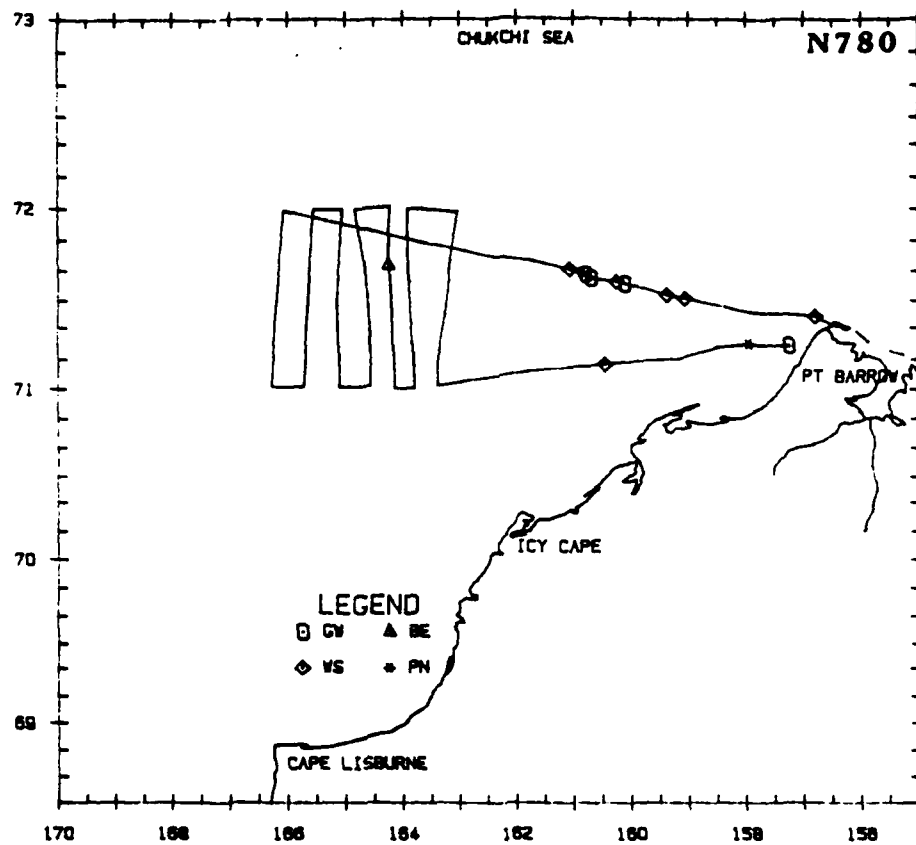 73
CHUKCHI SEA
N780
72
71
PT BARROW
70
ICY CAPE
LEGEND
GW BE
WS PN
69
CAPE LISBURNE
170 168 166 164 162 160 158 156